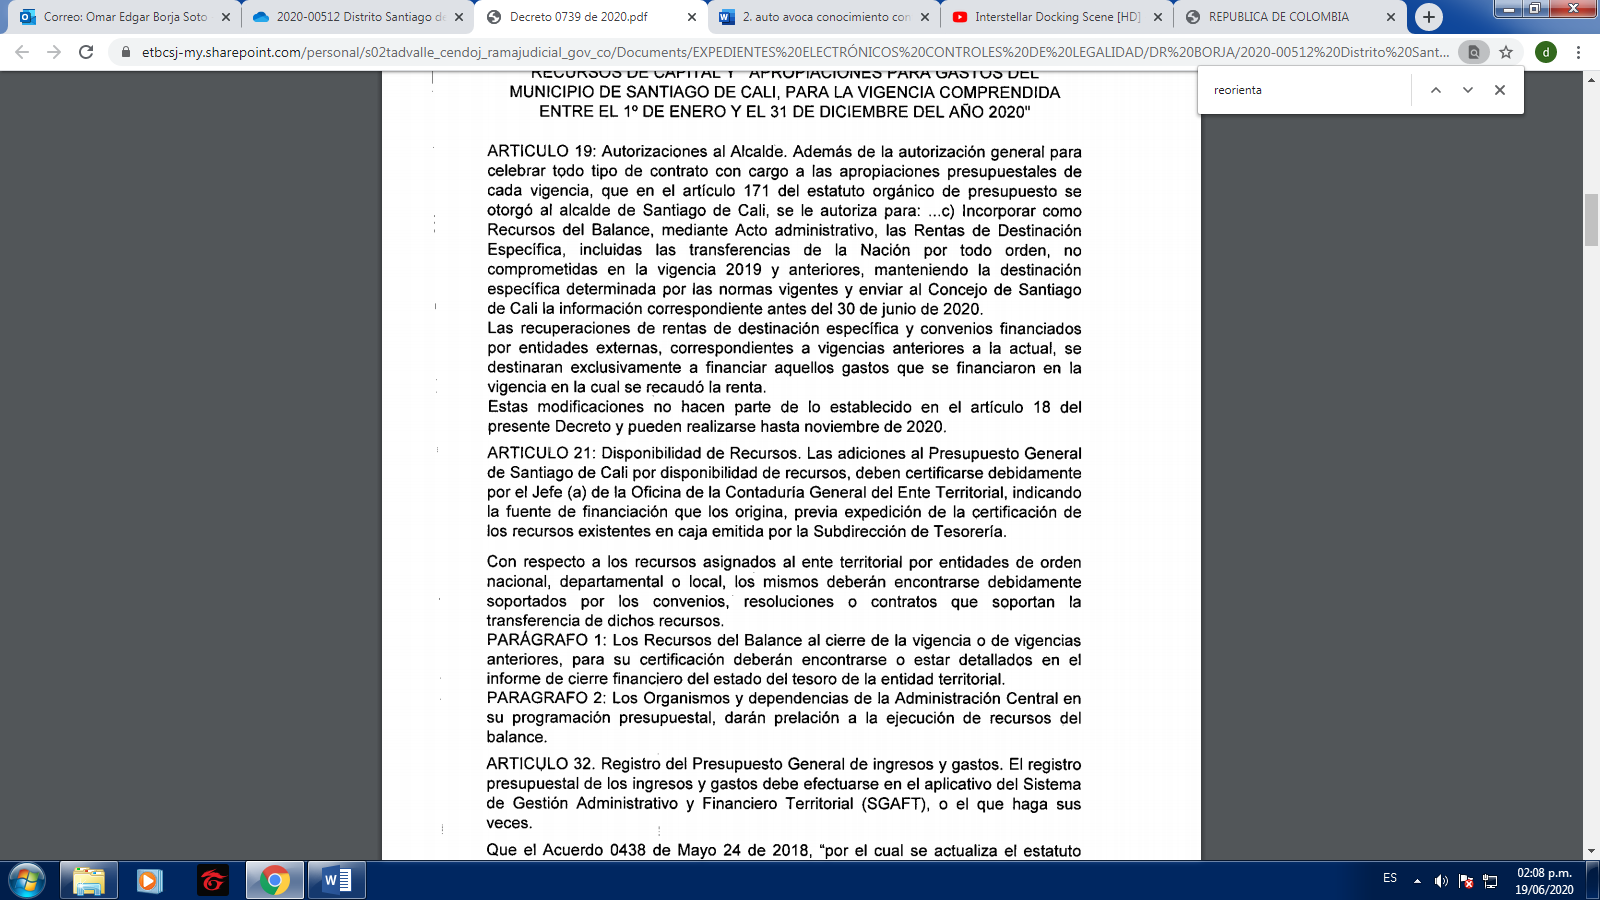 Correo: Omar Edgar Borja Soto
2020-00512 Distrito Santiago de
Decreto 0739 de 2020.pdf
2. auto avoca conocimiento con
Interstellar Docking Scene [HD]
REPUBLICA DE COLOMBIA
etbcsj-my.sharepoint.com/personal/s02tadvalle_cendoj_ramajudicial_gov_co/Documents/EXPEDIENTES%20ELECTRÓNICOS%20CONTROLES%20DE%20LEGALIDAD/DR%20BORJA/2020-00512%20Distrito%20Sant...
d
reorienta
RECURSOS DE CAPITAL Y APROPIACIONES PARA GASTOS DEL
MUNICIPIO DE SANTIAGO DE CALI, PARA LA VIGENCIA COMPRENDIDA
ENTRE EL 1º DE ENERO Y EL 31 DE DICIEMBRE DEL AÑO 2020"
ARTICULO 19: Autorizaciones al Alcalde. Además de la autorización general para
celebrar todo tipo de contrato con cargo a las apropiaciones presupuestales de
cada vigencia, que en el artículo 171 del estatuto orgánico de presupuesto se
otorgó al alcalde de Santiago de Cali, se le autoriza para: ...c) Incorporar como
Recursos del Balance, mediante Acto administrativo, las Rentas de Destinación
Específica, incluidas las transferencias de la Nación por todo orden, no
comprometidas en la vigencia 2019 y anteriores, manteniendo la destinación
específica determinada por las normas vigentes y enviar al Concejo de Santiago
de Cali la información correspondiente antes del 30 de junio de 2020.
Las recuperaciones de rentas de destinación específica y convenios financiados
por entidades externas, correspondientes a vigencias anteriores a la actual, se
destinaran exclusivamente a financiar aquellos gastos que se financiaron en la
vigencia en la cual se recaudó la renta.
Estas modificaciones no hacen parte de lo establecido en el artículo 18 del
presente Decreto y pueden realizarse hasta noviembre de 2020.
ARTICULO 21: Disponibilidad de Recursos. Las adiciones al Presupuesto General
de Santiago de Cali por disponibilidad de recursos, deben certificarse debidamente
por el Jefe (a) de la Oficina de la Contaduría General del Ente Territorial, indicando
la fuente de financiación que los origina, previa expedición de la certificación de
los recursos existentes en caja emitida por la Subdirección de Tesorería.
Con respecto a los recursos asignados al ente territorial por entidades de orden
nacional, departamental o local, los mismos deberán encontrarse debidamente
soportados por los convenios, resoluciones o contratos que soportan la
transferencia de dichos recursos.
PARÁGRAFO 1: Los Recursos del Balance al cierre de la vigencia o de vigencias
anteriores, para su certificación deberán encontrarse o estar detallados en el
informe de cierre financiero del estado del tesoro de la entidad territorial.
PARAGRAFO 2: Los Organismos y dependencias de la Administración Central en
su programación presupuestal, darán prelación a la ejecución de recursos del
balance.
ARTICULO 32. Registro del Presupuesto General de ingresos y gastos. El registro
presupuestal de los ingresos y gastos debe efectuarse en el aplicativo del Sistema
de Gestión Administrativo y Financiero Territorial (SGAFT), o el que haga sus
veces.
Que el Acuerdo 0438 de Mayo 24 de 2018, "por el cual se actualiza el estatuto
ES
02:08 p.m.
19/06/2020